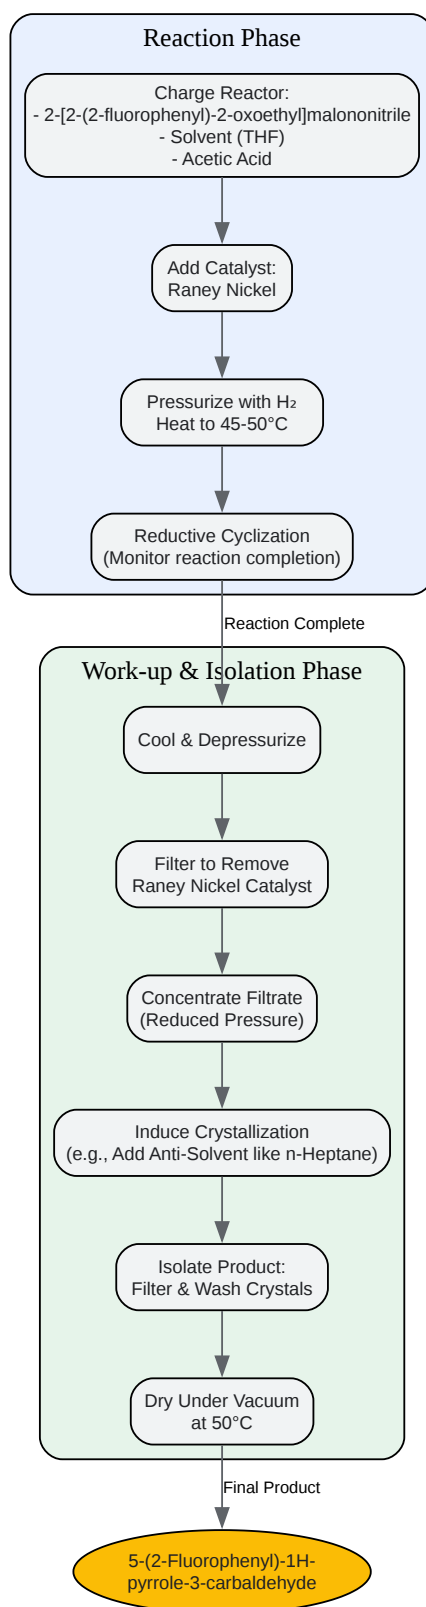 Reaction Phase
Charge Reactor:
- 2-[2-(2-fluorophenyl)-2-oxoethyl]malononitrile
- Solvent (THF)
- Acetic Acid
Add Catalyst:
Raney Nickel
Pressurize with H₂
Heat to 45-50°C
Reductive Cyclization
(Monitor reaction completion)
Reaction Complete
Work-up & Isolation Phase
Cool & Depressurize
Filter to Remove
Raney Nickel Catalyst
Concentrate Filtrate
(Reduced Pressure)
Induce Crystallization
(e.g., Add Anti-Solvent like n-Heptane)
Isolate Product:
Filter & Wash Crystals
Dry Under Vacuum
at 50°C
Final Product
5-(2-Fluorophenyl)-1H-
pyrrole-3-carbaldehyde